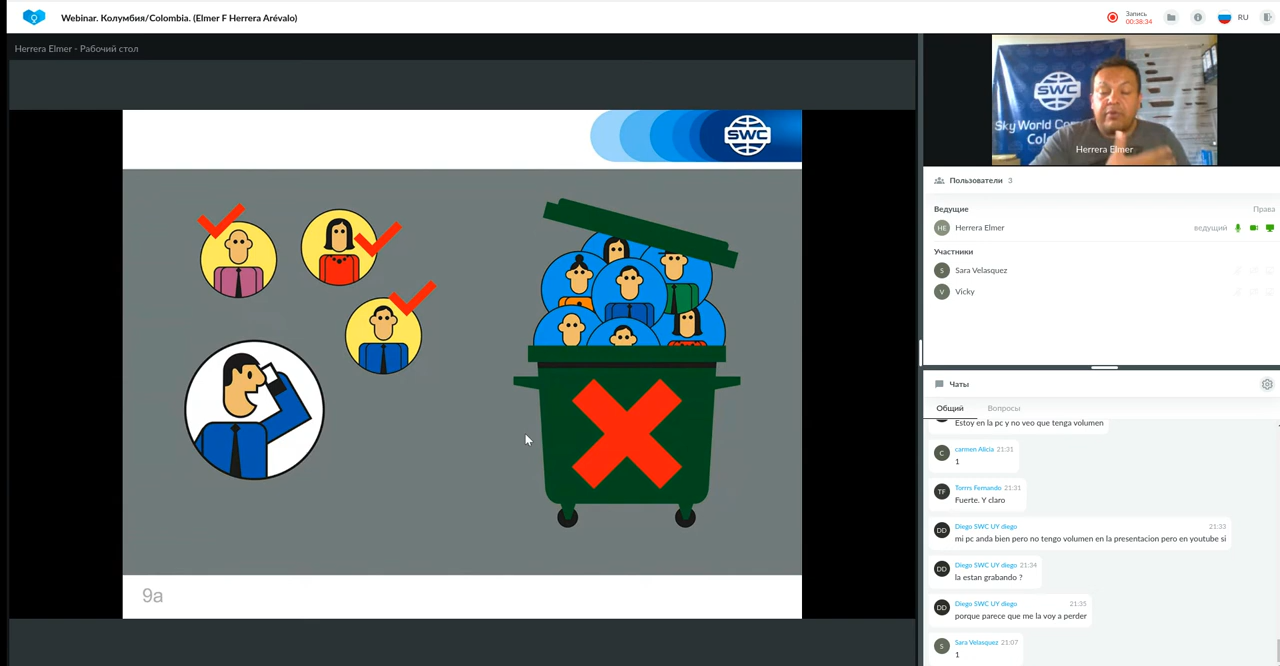 Webinar. Колумбия/Colombia. (Elmer F Herrera Arévalo)
Запись
00:38:34
RU
Herrera Elmer - Рабочий стол
SWC
SWC
Sky World Co
Col
Herrera Elmer
Пользователи 3
Ведущие
Права
HE
Herrera Elmer
ведущий
Участники
S
Sara Velasquez
V
Vicky
9a
Чаты
Общий
Вопросы
Estoy en la pc y no veo que tenga volumen
C
carmen Alicia 21:31
1
TF
Torrrs Fernando 21:31
Fuerte. Y claro
DD
Diego SWC UY diego 21:33
mi pc anda bien pero no tengo volumen en la presentacion pero en youtube si
DD
Diego SWC UY diego 21:34
la estan grabando ?
DD
Diego SWC UY diego 21:35
porque parece que me la voy a perder
S
Sara Velasquez 21:07
1